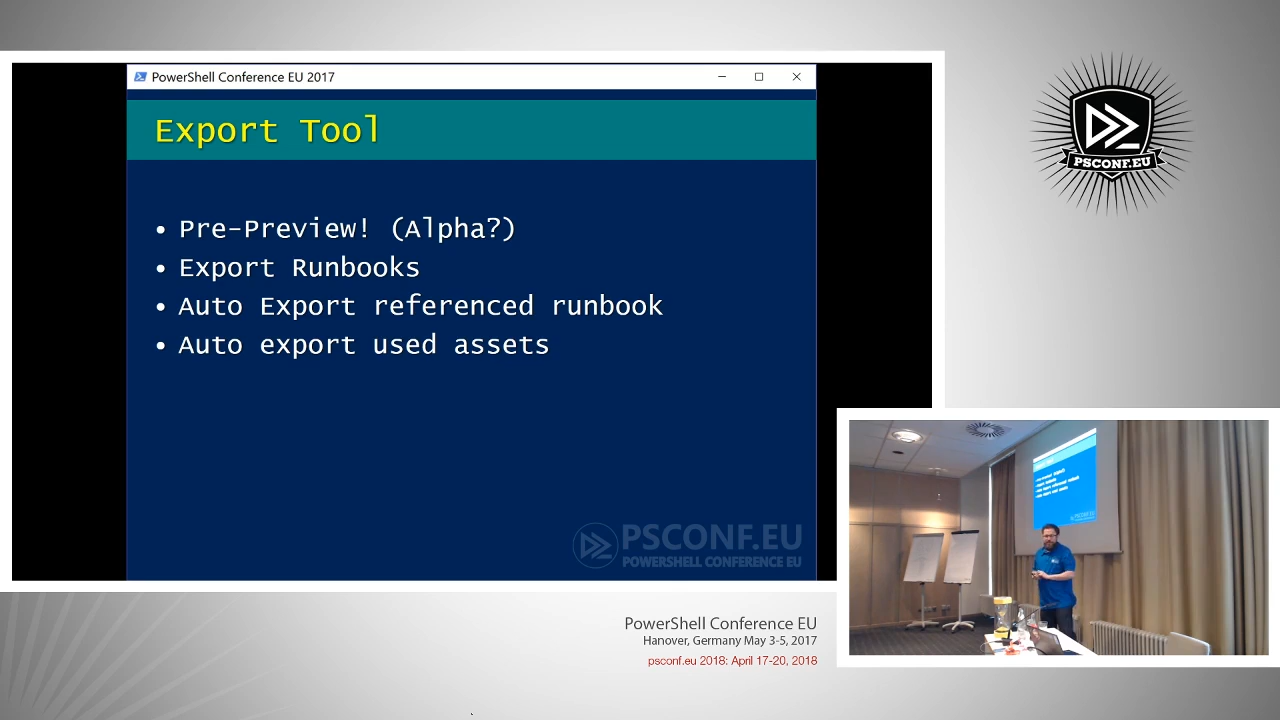 PowerShell Conference EU 2017
Export Tool
• Pre-Preview! (Alpha?)
• Export Runbooks
• Auto Export referenced runbook
• Auto export used assets
PSCONF.EU
POWERSHELL CONFERENCE EU
PSCONF.EU
PowerShell Conference EU
Hanover, Germany May 3-5, 2017
psconf.eu 2018: April 17-20, 2018